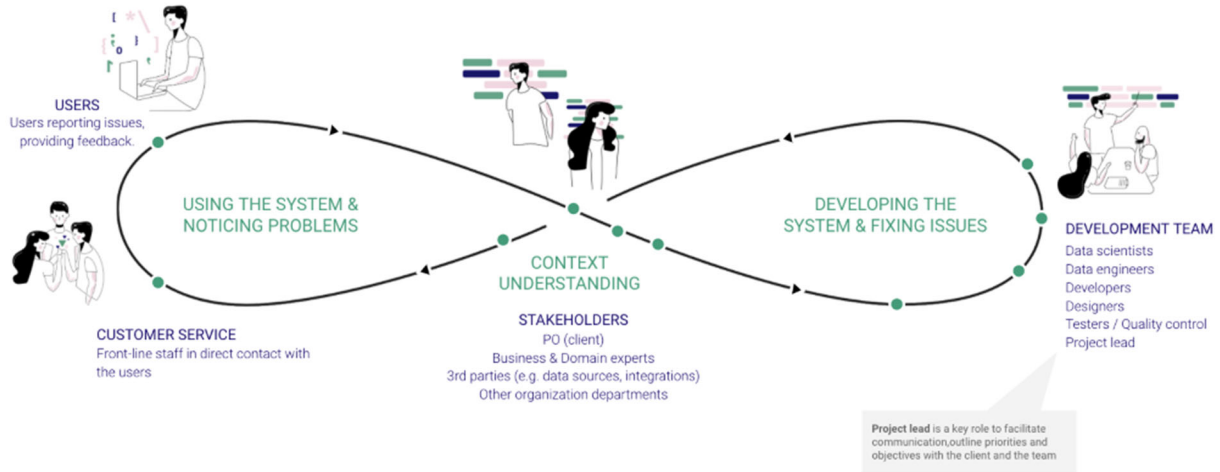 USERS
Users reporting issues,
providing feedback.
USING THE SYSTEM &
NOTICING PROBLEMS
CUSTOMER SERVICE
Front-line staff in direct contact with
the users
CONTEXT
UNDERSTANDING
STAKEHOLDERS
PO (client)
Business & Domain experts
3rd parties (e.g. data sources, integrations)
Other organization departments
DEVELOPING THE
SYSTEM & FIXING ISSUES
DEVELOPMENT TEAM
Data scientists
Data engineers
Developers
Designers
Testers / Quality control
Project lead
Project lead is a key role to facilitate
communication,outline priorities and
objectives with the client and the team